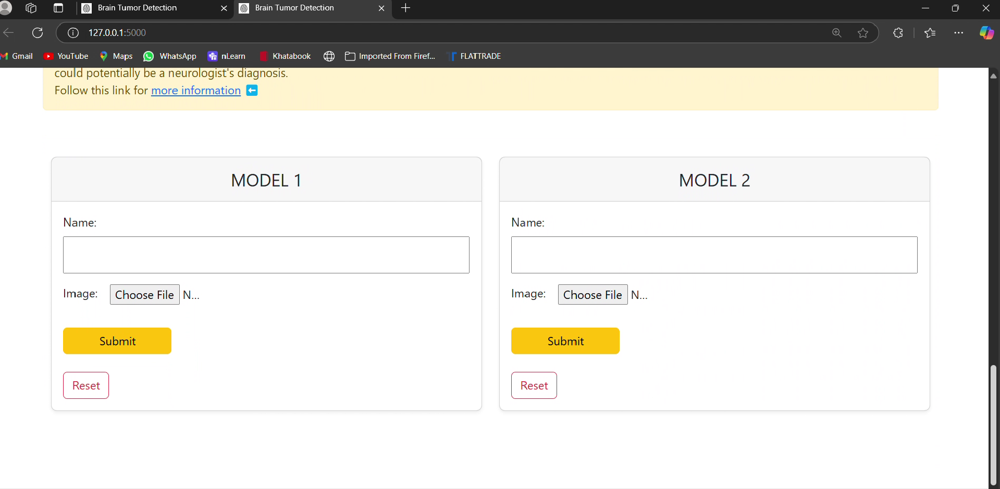 Brain Tumor Detection
Brain Tumor Detection
127.0.0.1:5000
Gmail YouTube Maps WhatsApp nLearn Khatabook Imported From Firef... FLATTRADE
could potentially be a neurologist's diagnosis.
Follow this link for more information
MODEL 1
Name:
Image: Choose File N...
Submit
Reset
MODEL 2
Name:
Image: Choose File N...
Submit
Reset